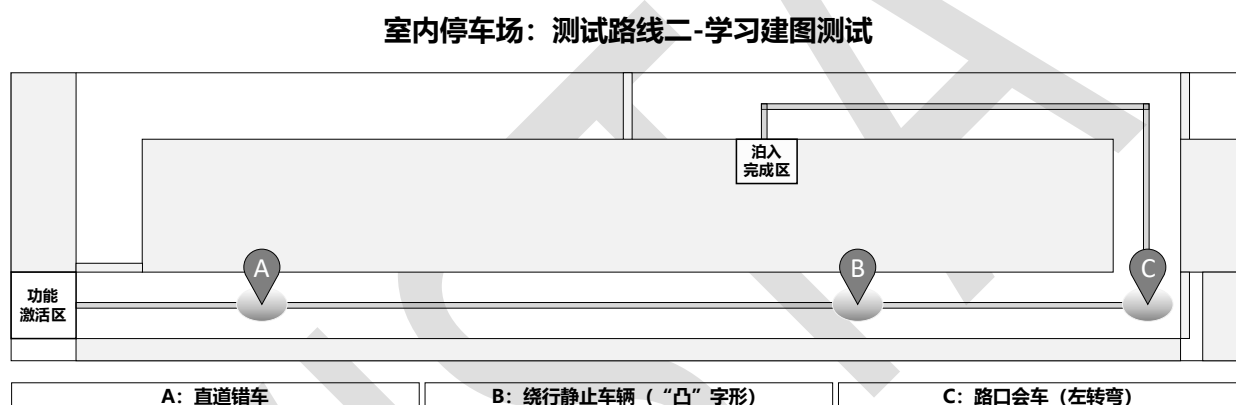 室内停车场：测试路线二-学习建图测试
泊入
完成区
A
B
C
功能
激活区
A：直道错车
B：绕行静止车辆（“凸”字形）
C：路口会车（左转弯）